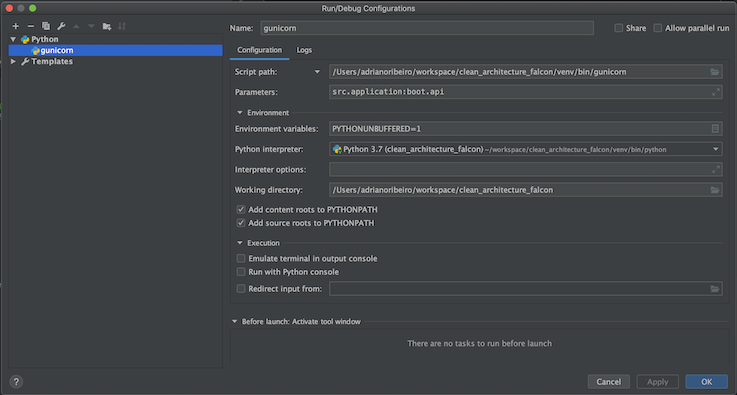 Run/Debug Configurations
Name: gunicorn
Share
Allow parallel run
Python
gunicorn
Templates
Configuration
Logs
Script path: /Users/adrianoribeiro/workspace/clean_architecture_falcon/venv/bin/gunicorn
Parameters: src.application:boot.api
Environment
Environment variables: PYTHONUNBUFFERED=1
Python interpreter: Python 3.7 (clean_architecture_falcon) ~/workspace/clean_architecture_falcon/venv/bin/python
Interpreter options:
Working directory: /Users/adrianoribeiro/workspace/clean_architecture_falcon
Add content roots to PYTHONPATH
Add source roots to PYTHONPATH
Execution
Emulate terminal in output console
Run with Python console
Redirect input from:
Before launch: Activate tool window
There are no tasks to run before launch
?
Cancel
Apply
OK